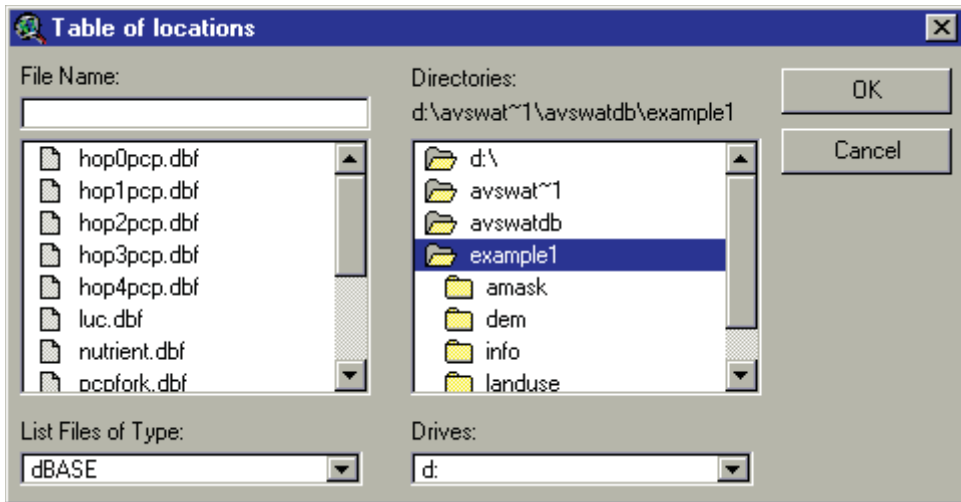 Table of locations
File Name:
hop0pcp.dbf
hop1pcp.dbf
hop2pcp.dbf
hop3pcp.dbf
hop4pcp.dbf
luc.dbf
nutrient.dbf
pcpfork.dbf
List Files of Type:
dBASE
Directories:
d:\avswat~1\avswatdb\example1
d:\
avswat~1
avswatdb
example1
amask
dem
info
landuse
Drives:
d:
OK
Cancel